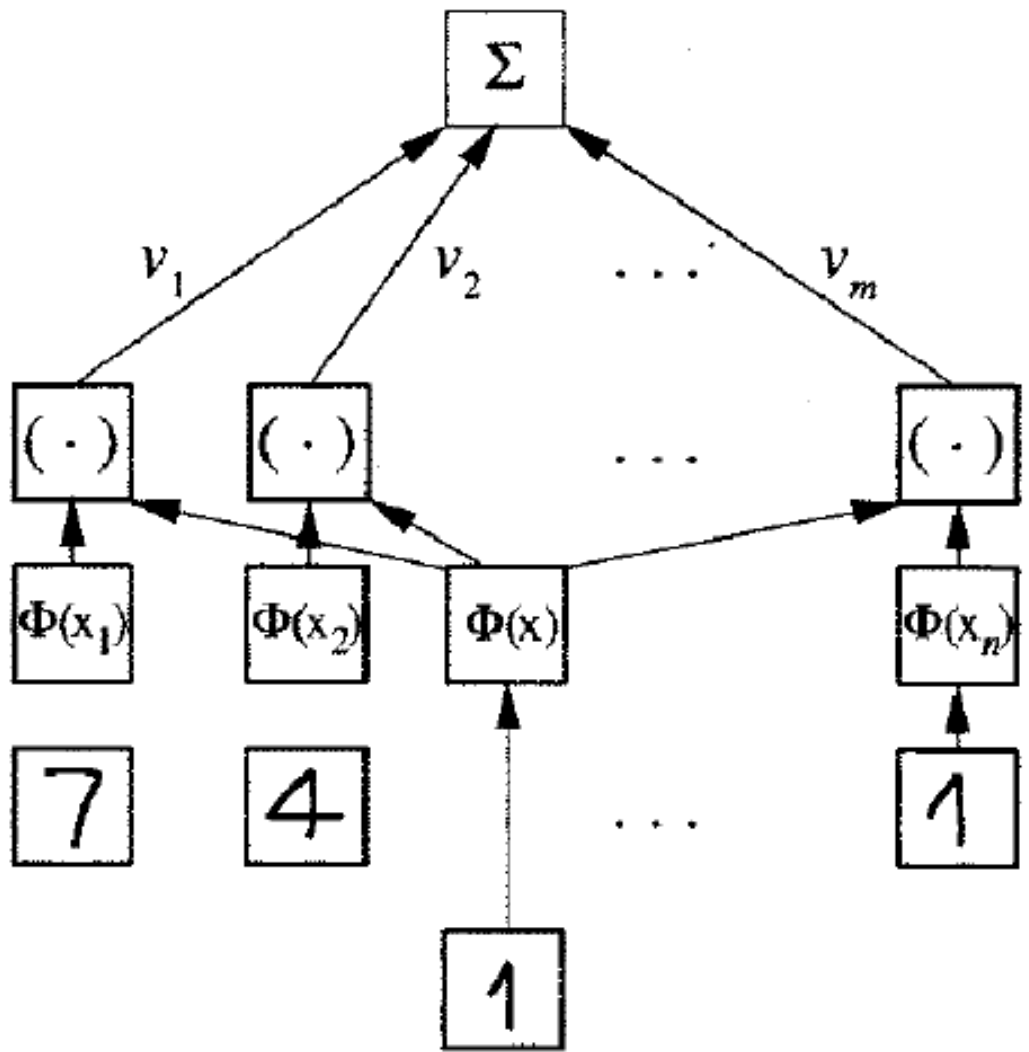 Σ
v₁ v₂ . . . vₘ
(·) (·) . . . (·)
Φ(x₁) Φ(x₂) Φ(x) Φ(xₙ)
7 4 . . . 1
1